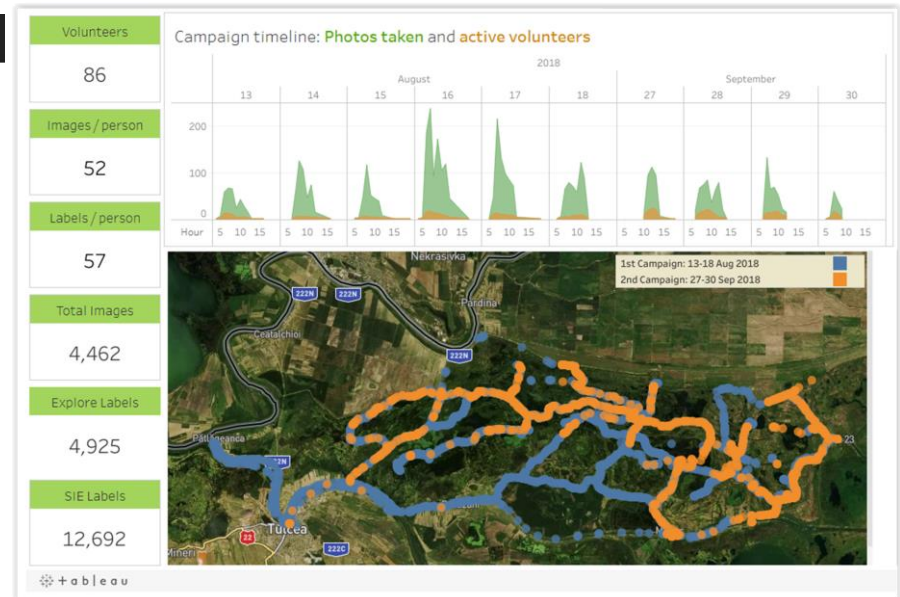 Volunteers
86
Images / person
52
Labels / person
57
Total Images
4,462
Explore Labels
4,925
SIE Labels
12,692
Campaign timeline: Photos taken and active volunteers
2018
August September
13 14 15 16 17 18 27 28 29 30
200
100
0
Hour 5 10 15 5 10 15 5 10 15 5 10 15 5 10 15 5 10 15 5 10 15 5 10 15 5 10 15 5 10 15
1st Campaign: 13-18 Aug 2018
2nd Campaign: 27-30 Sep 2018
Nekrasivka
222N 222N
Pardina
Ceatalchioi
222N
Pătlăgeanca
23
Tulcea
22
222C
Mineri
+ a b l e a u